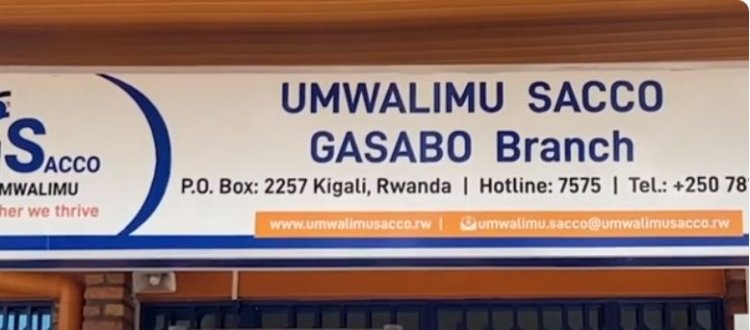 SACCO
MWALIMU
her we thrive
UMWALIMU SACCO
GASABO Branch
P.O. Box: 2257 Kigali, Rwanda | Hotline: 7575 | Tel.: +250 78
www.umwalimusacco.rw | umwalimu.sacco@umwalimusacco.rw